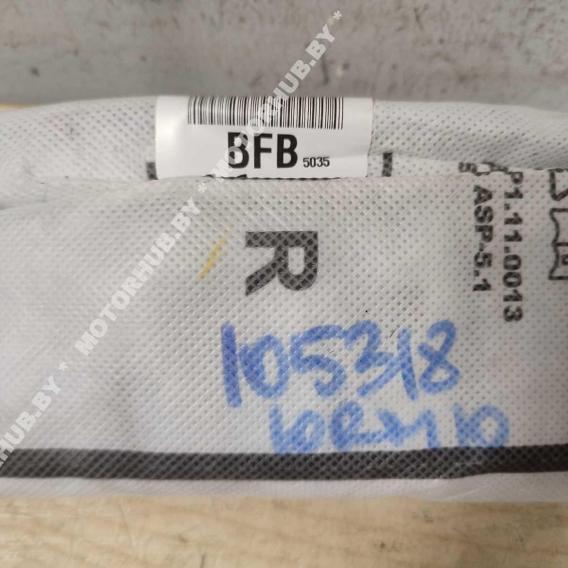 BFB 5035
R
P1.11.0013
ASP-5.1
105318
MOTORHUB.BY * MOTORHUB.BY *